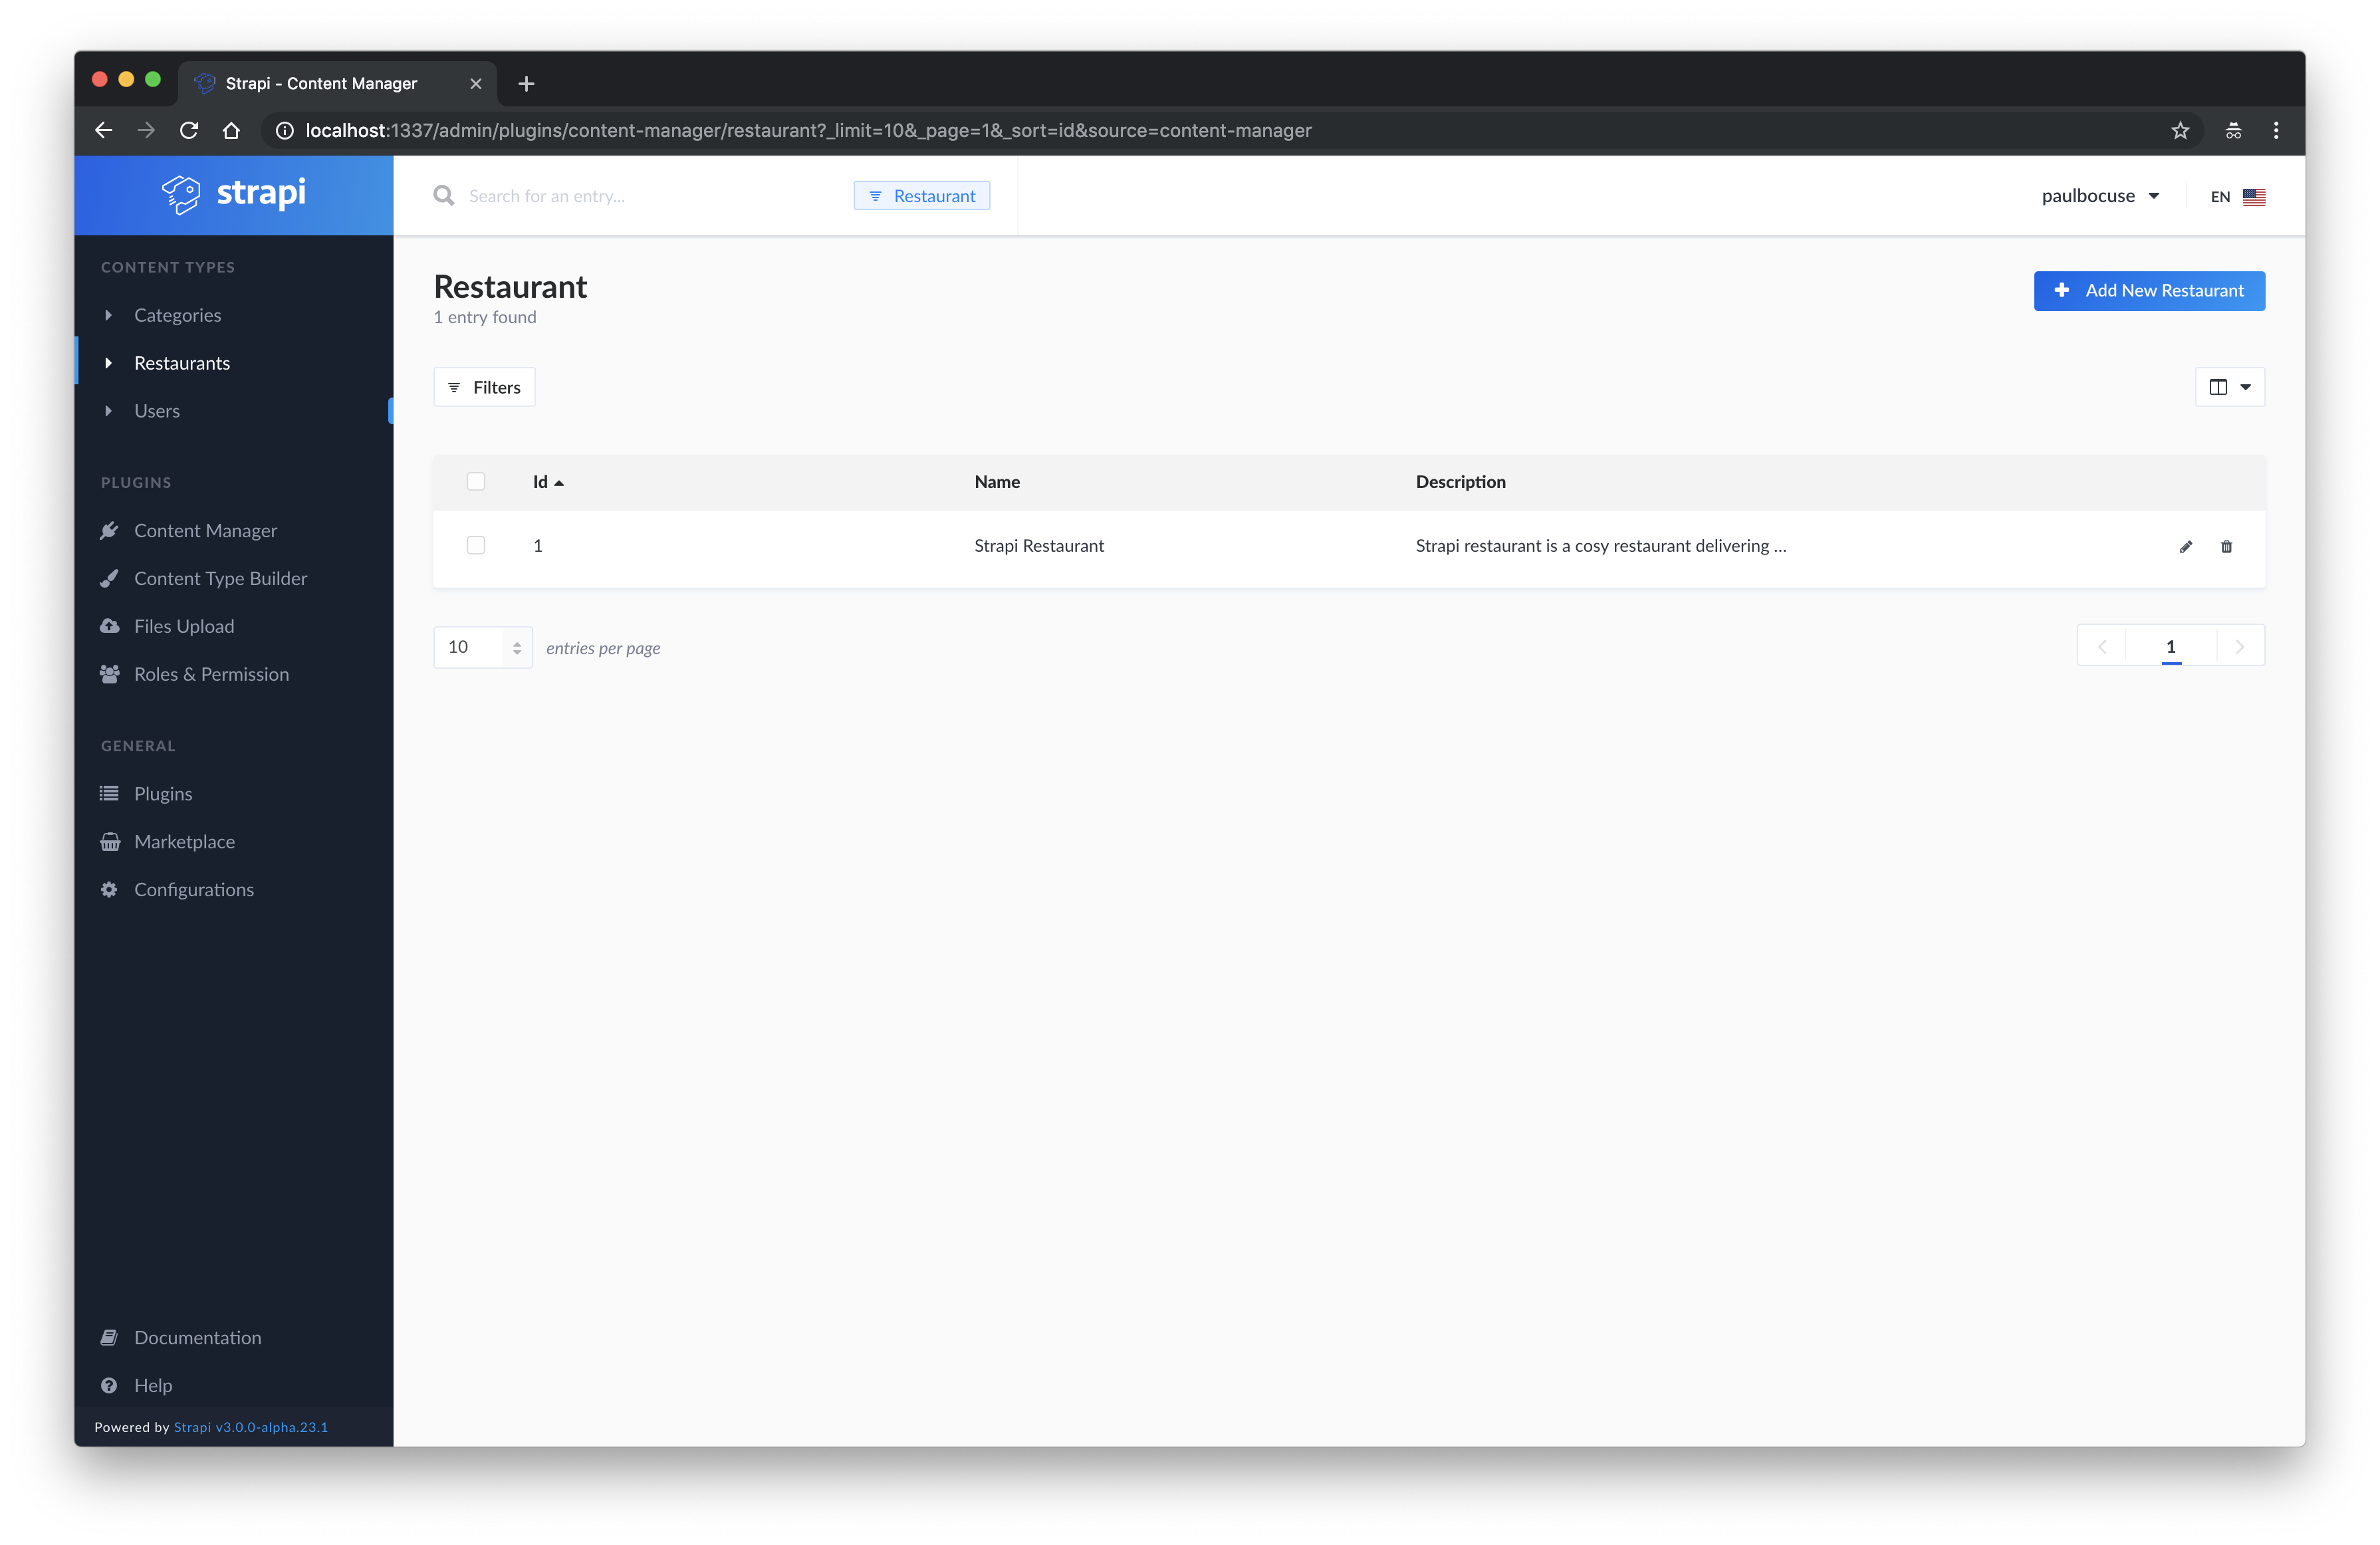 Strapi - Content Manager
localhost:1337/admin/plugins/content-manager/restaurant?_limit=10&_page=1&_sort=id&source=content-manager
strapi
Search for an entry...
Restaurant
paulbocuse
EN
CONTENT TYPES
Categories
Restaurants
Users
PLUGINS
Content Manager
Content Type Builder
Files Upload
Roles & Permission
GENERAL
Plugins
Marketplace
Configurations
Documentation
Help
Powered by Strapi v3.0.0-alpha.23.1
Restaurant
1 entry found
Add New Restaurant
Filters
Id Name Description
1 Strapi Restaurant Strapi restaurant is a cosy restaurant delivering ...
10 entries per page
1